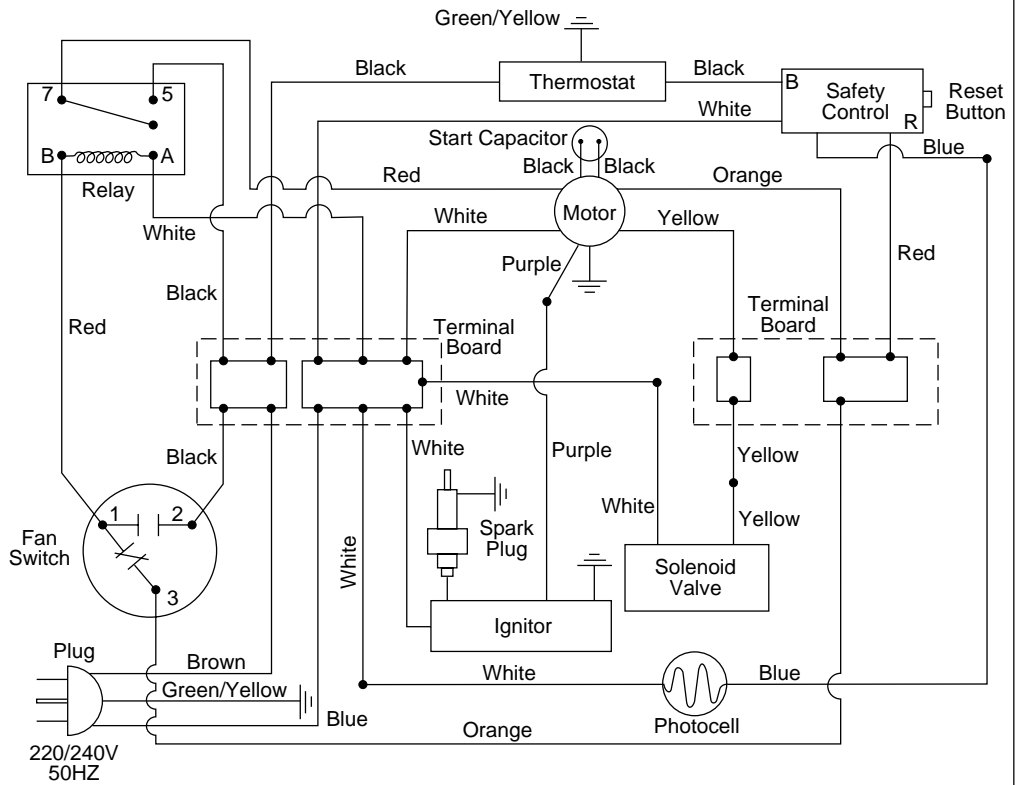 Green/Yellow
Black
Thermostat
Black
B
Safety
Control
R
Reset
Button
7
5
White
Start Capacitor
Black
Black
Blue
B
A
Relay
Red
Orange
Motor
White
White
Yellow
Purple
Red
Black
Red
Terminal
Board
Terminal
Board
White
White
Black
Purple
Yellow
White
Yellow
Spark
Plug
1
2
Fan
Switch
White
Solenoid
Valve
3
Ignitor
Plug
Brown
White
Blue
Green/Yellow
Blue
Photocell
Orange
220/240V
50HZ